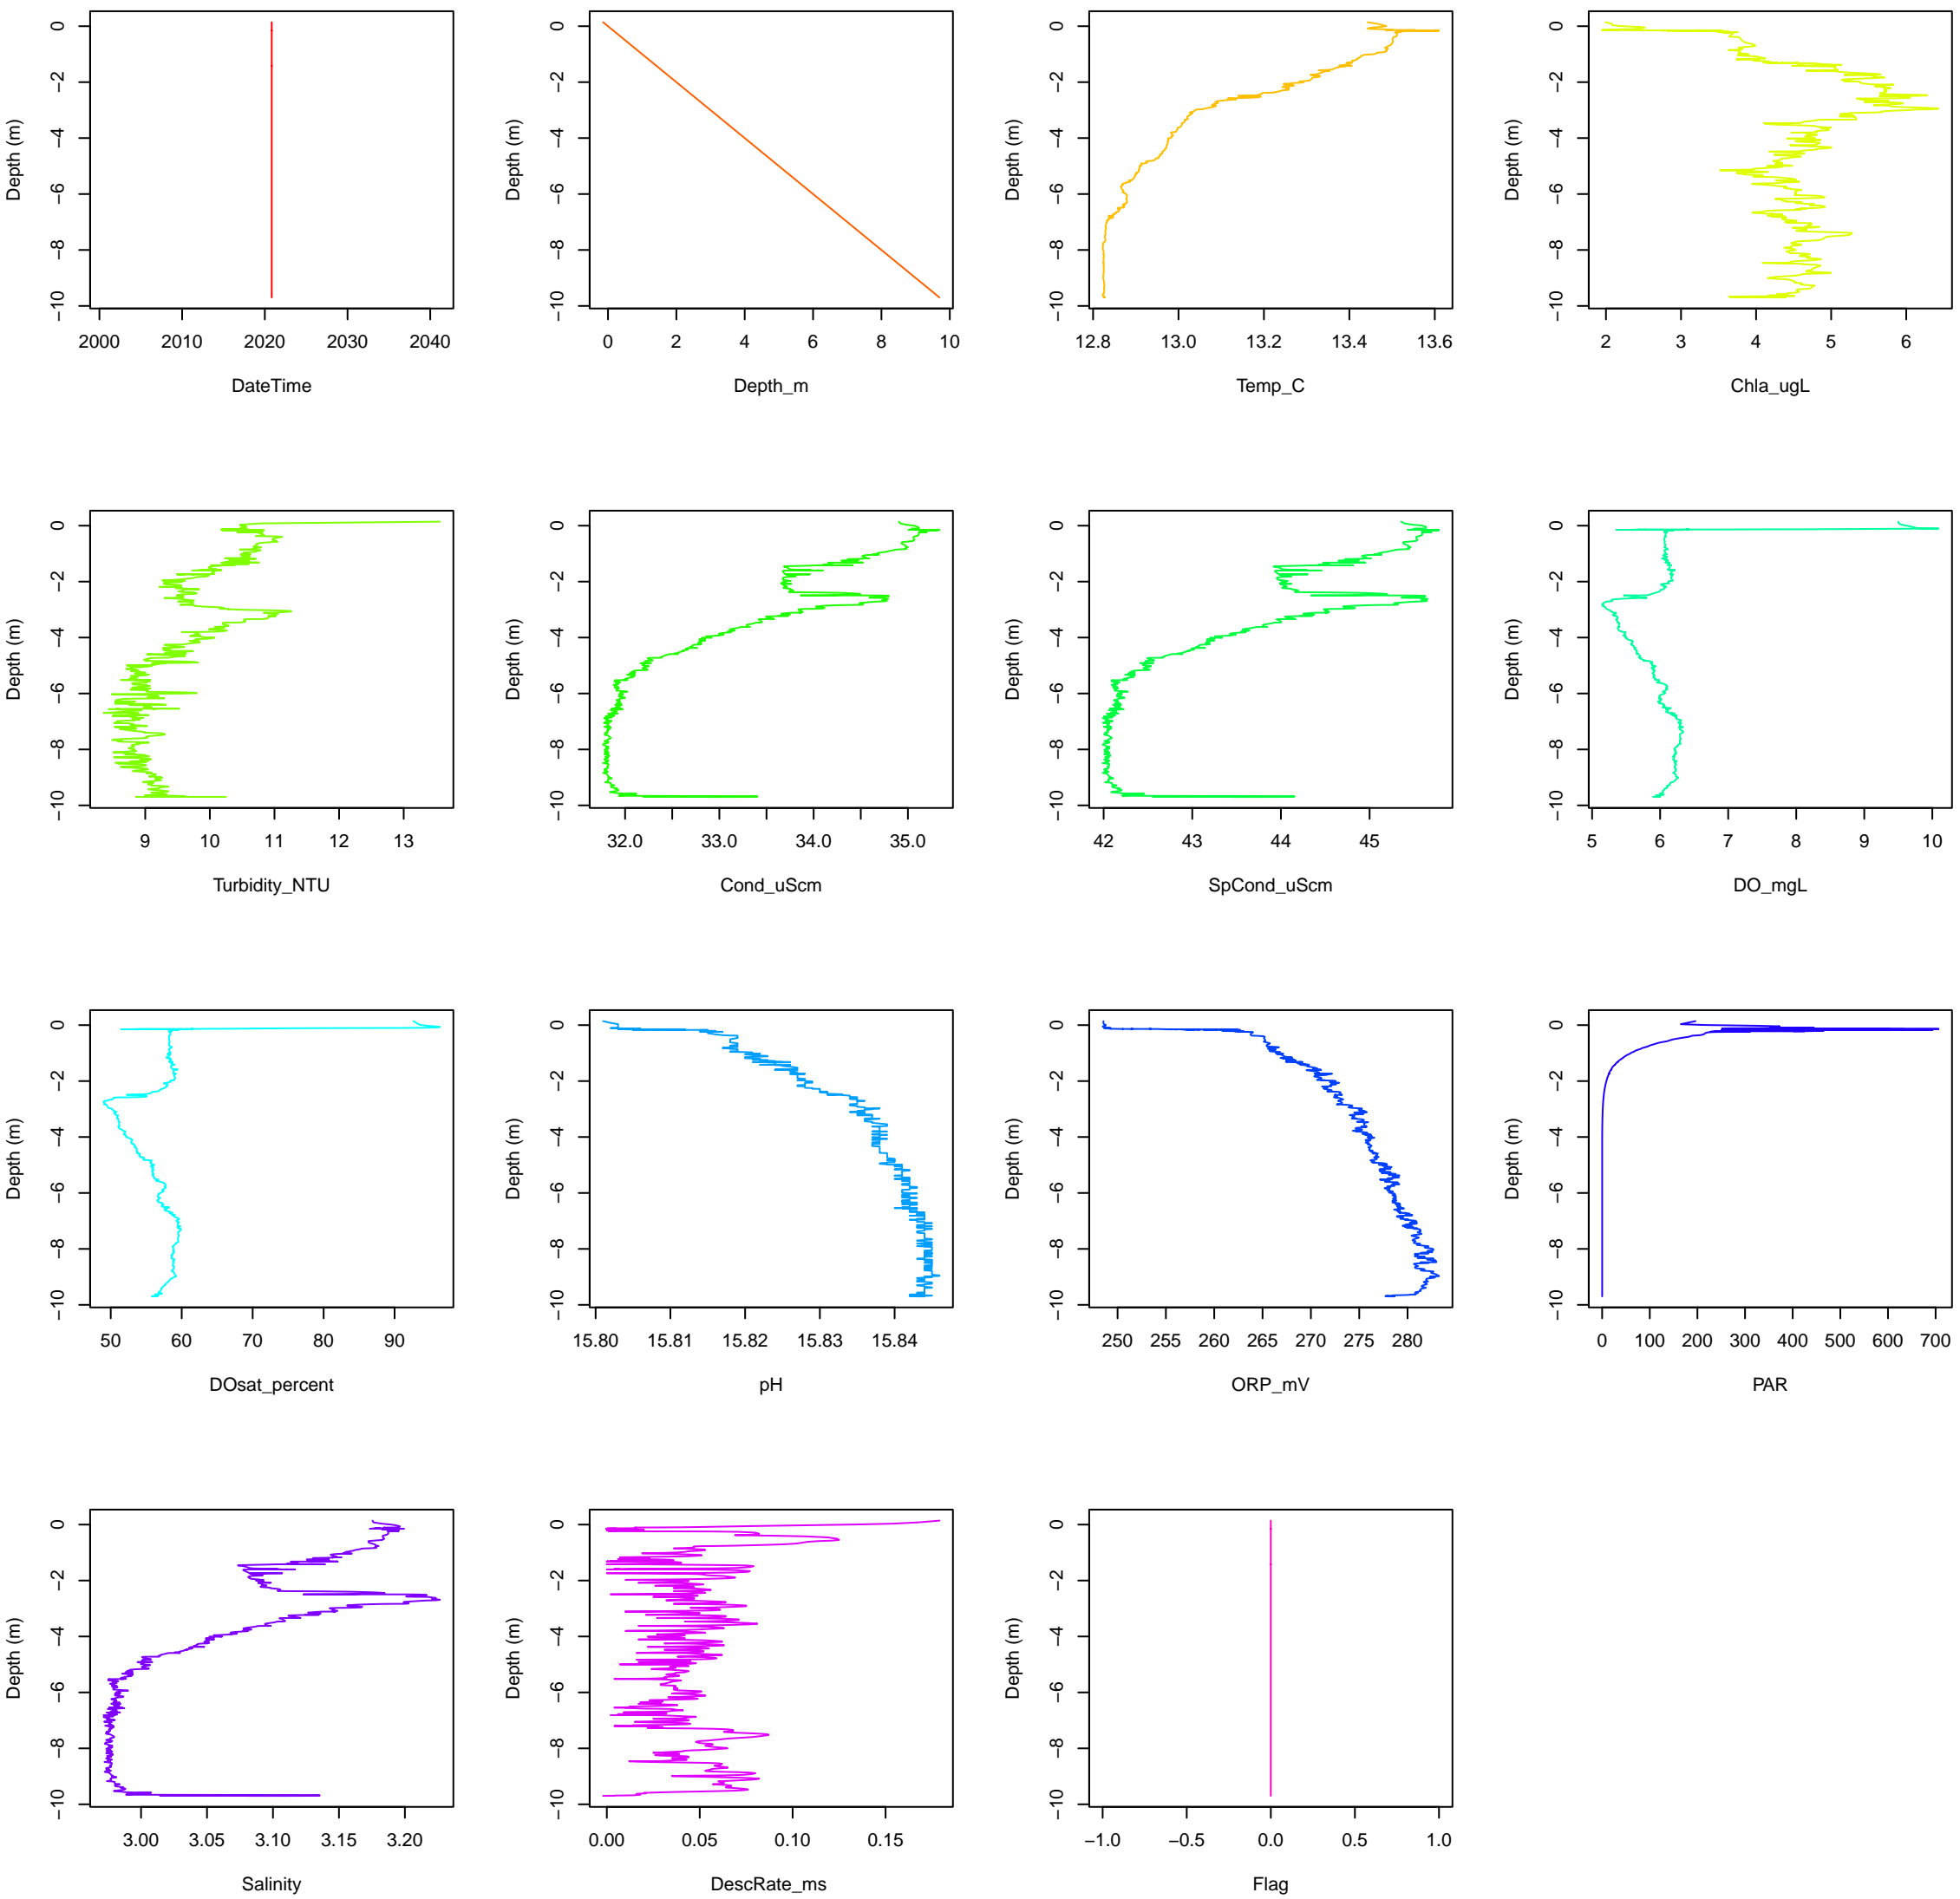 Depth (m)
0
−2
−4
−6
−8
−10
2000 2010 2020 2030 2040
DateTime
Depth (m)
0
−2
−4
−6
−8
−10
0 2 4 6 8 10
Depth_m
Depth (m)
0
−2
−4
−6
−8
−10
12.8 13.0 13.2 13.4 13.6
Temp_C
Depth (m)
0
−2
−4
−6
−8
−10
2 3 4 5 6
Chla_ugL
Depth (m)
0
−2
−4
−6
−8
−10
9 10 11 12 13
Turbidity_NTU
Depth (m)
0
−2
−4
−6
−8
−10
32.0 33.0 34.0 35.0
Cond_uScm
Depth (m)
0
−2
−4
−6
−8
−10
42 43 44 45
SpCond_uScm
Depth (m)
0
−2
−4
−6
−8
−10
5 6 7 8 9 10
DO_mgL
Depth (m)
0
−2
−4
−6
−8
−10
50 60 70 80 90
DOsat_percent
Depth (m)
0
−2
−4
−6
−8
−10
15.80 15.81 15.82 15.83 15.84
pH
Depth (m)
0
−2
−4
−6
−8
−10
250 255 260 265 270 275 280
ORP_mV
Depth (m)
0
−2
−4
−6
−8
−10
0 100 200 300 400 500 600 700
PAR
Depth (m)
0
−2
−4
−6
−8
−10
3.00 3.05 3.10 3.15 3.20
Salinity
Depth (m)
0
−2
−4
−6
−8
−10
0.00 0.05 0.10 0.15
DescRate_ms
Depth (m)
0
−2
−4
−6
−8
−10
−1.0 −0.5 0.0 0.5 1.0
Flag